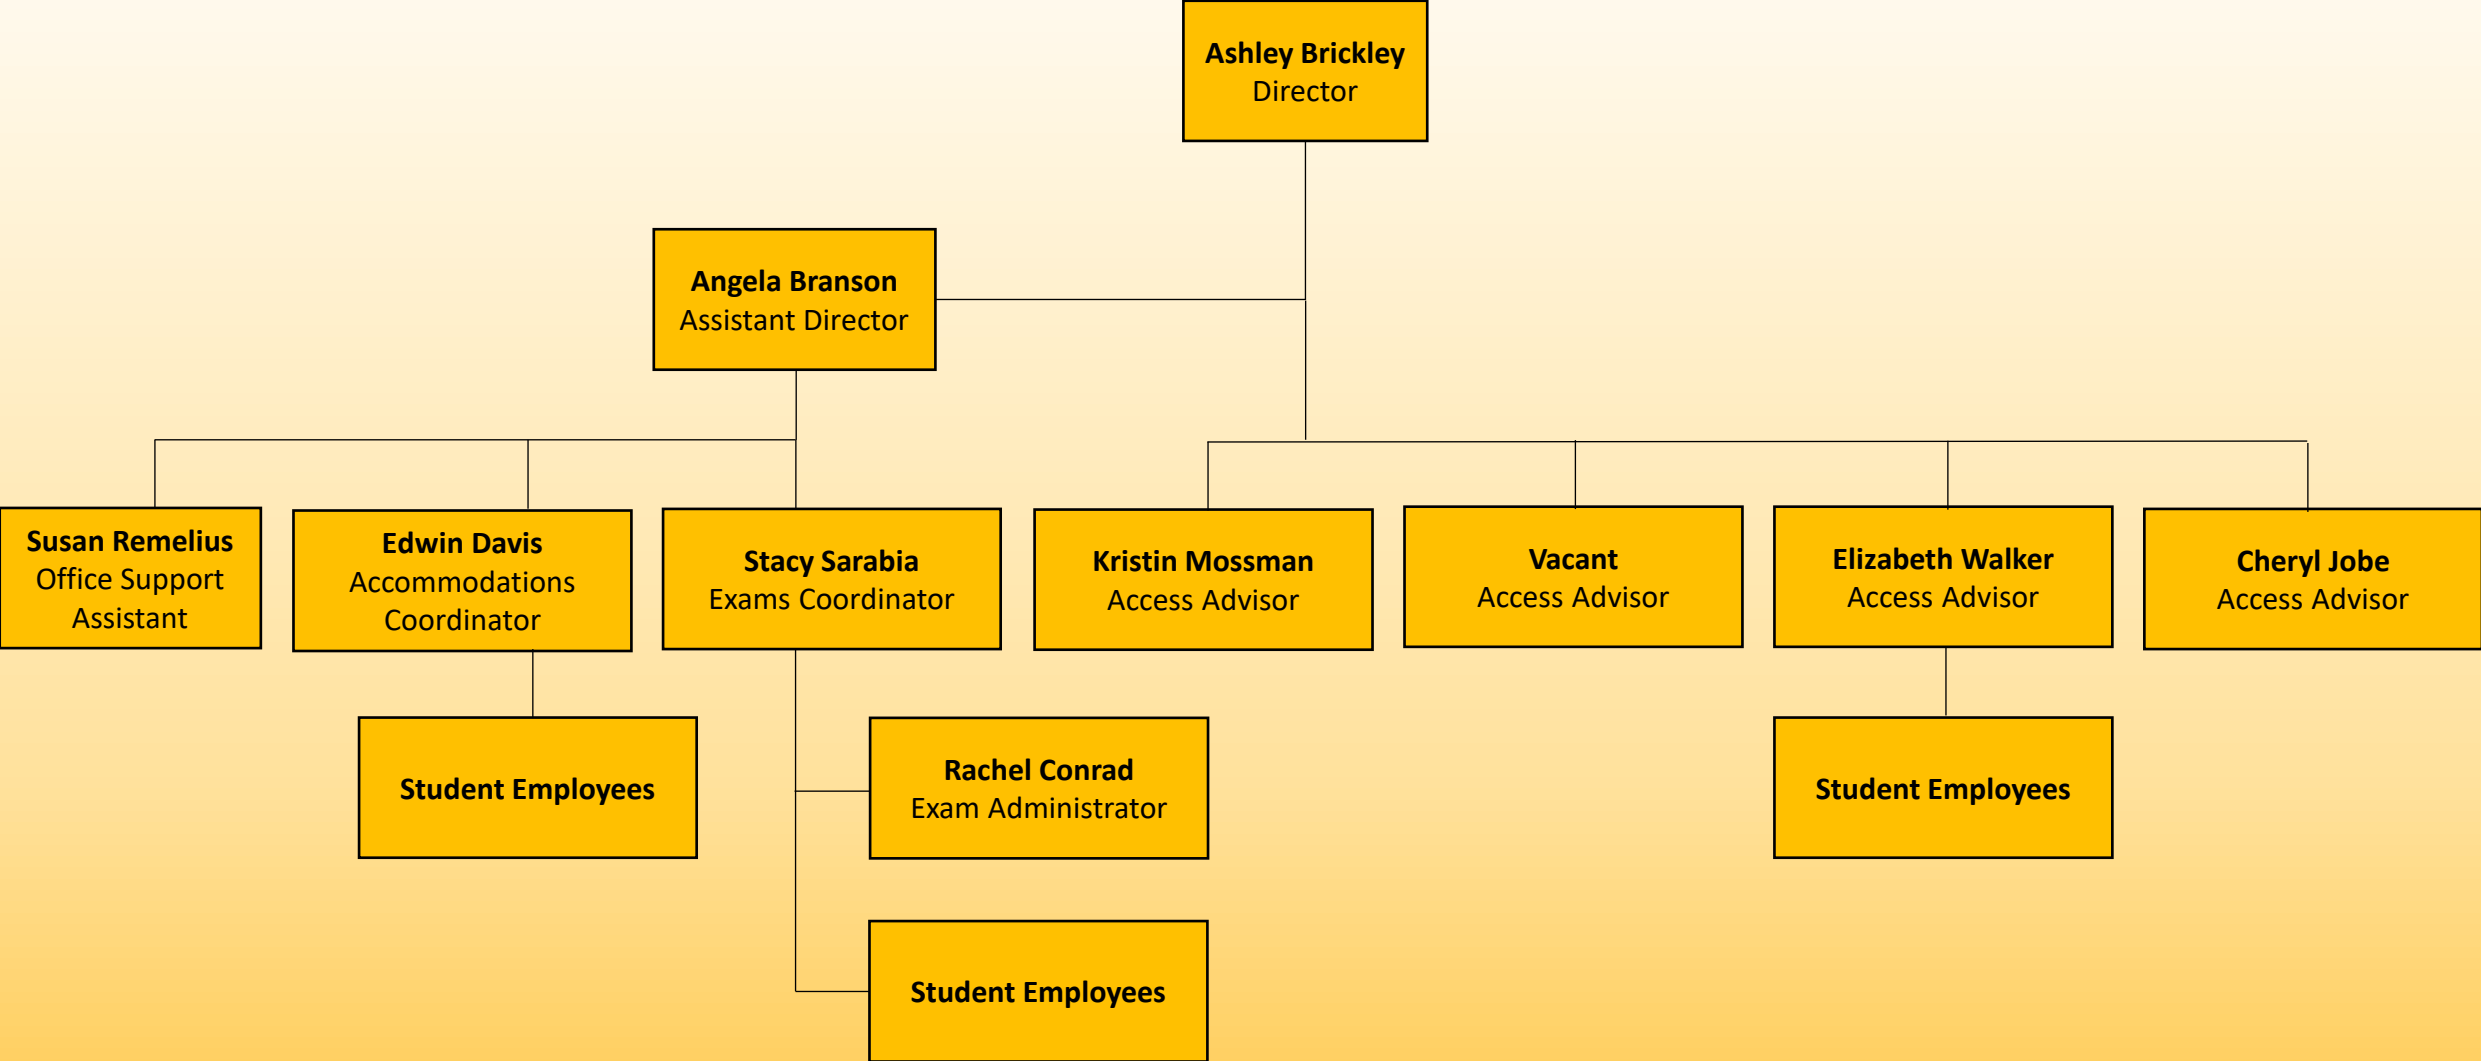 Ashley Brickley
Director
Angela Branson
Assistant Director
Susan Remelius
Office Support
Assistant
Edwin Davis
Accommodations
Coordinator
Stacy Sarabia
Exams Coordinator
Kristin Mossman
Access Advisor
Vacant
Access Advisor
Elizabeth Walker
Access Advisor
Cheryl Jobe
Access Advisor
Student Employees
Rachel Conrad
Exam Administrator
Student Employees
Student Employees